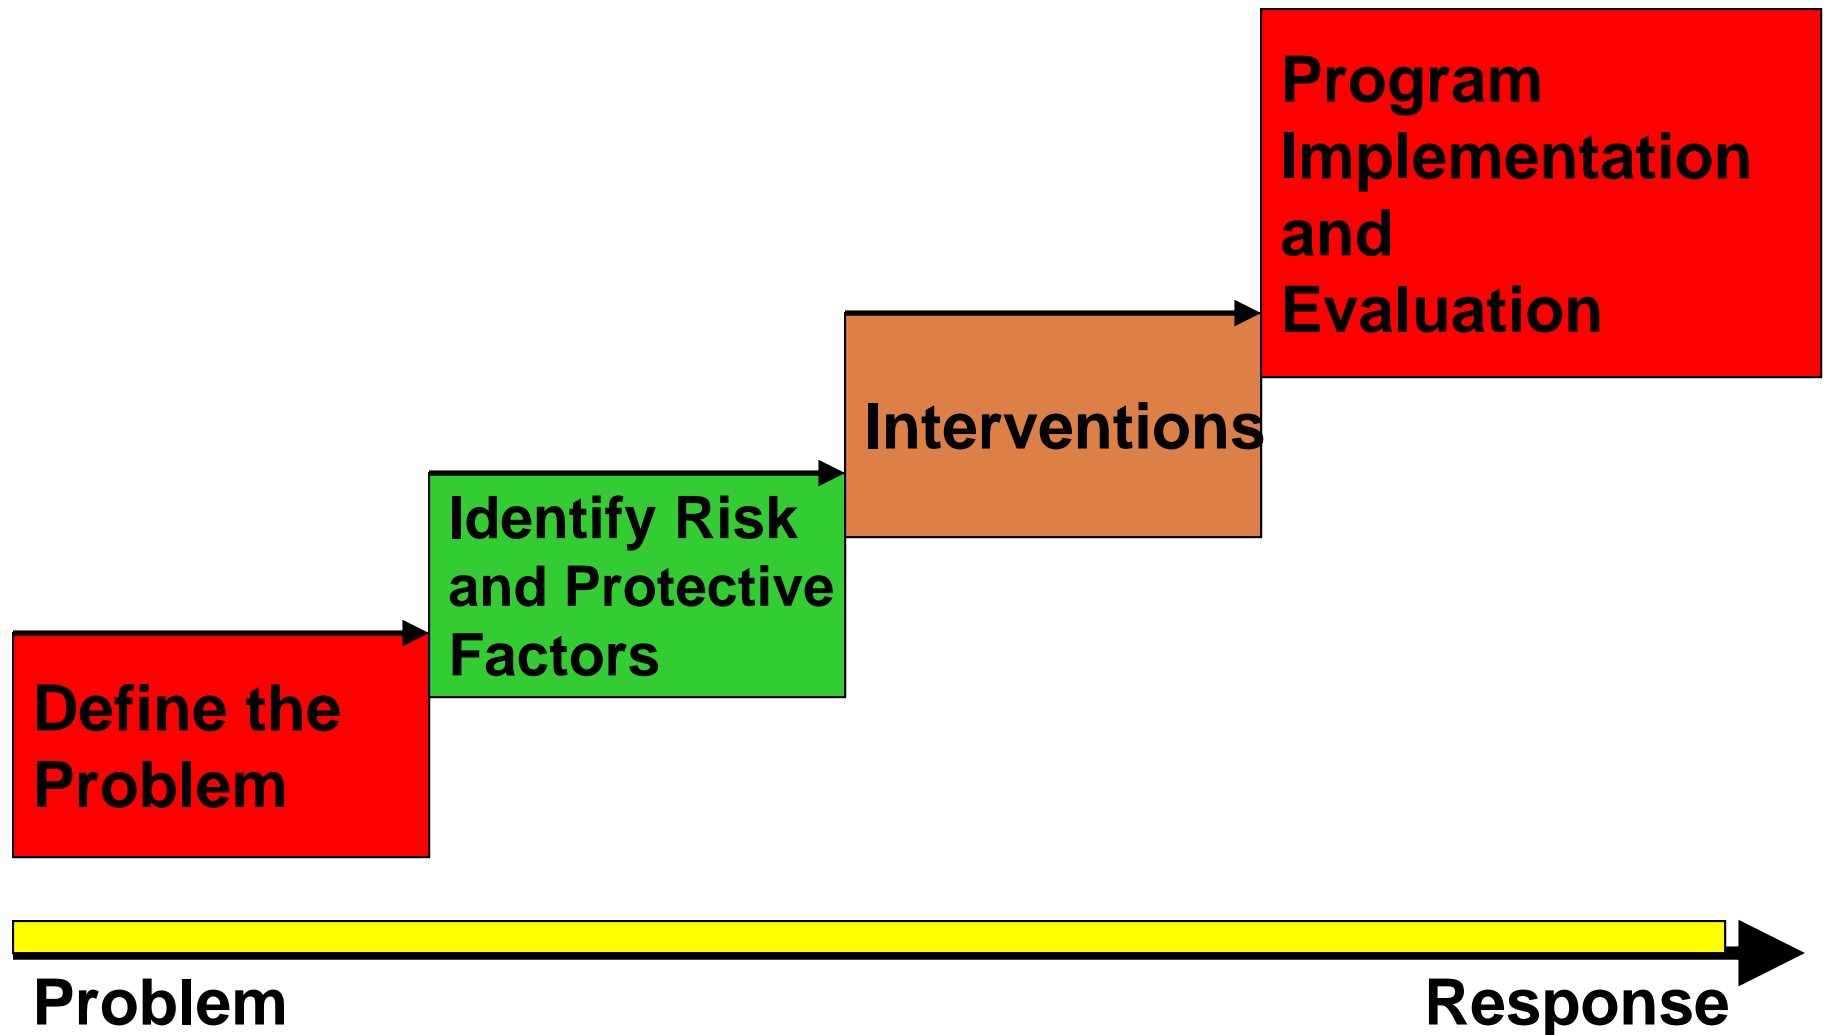 Define the
Problem
Identify Risk
and Protective
Factors
Interventions
Program
Implementation
and
Evaluation
Problem
Response